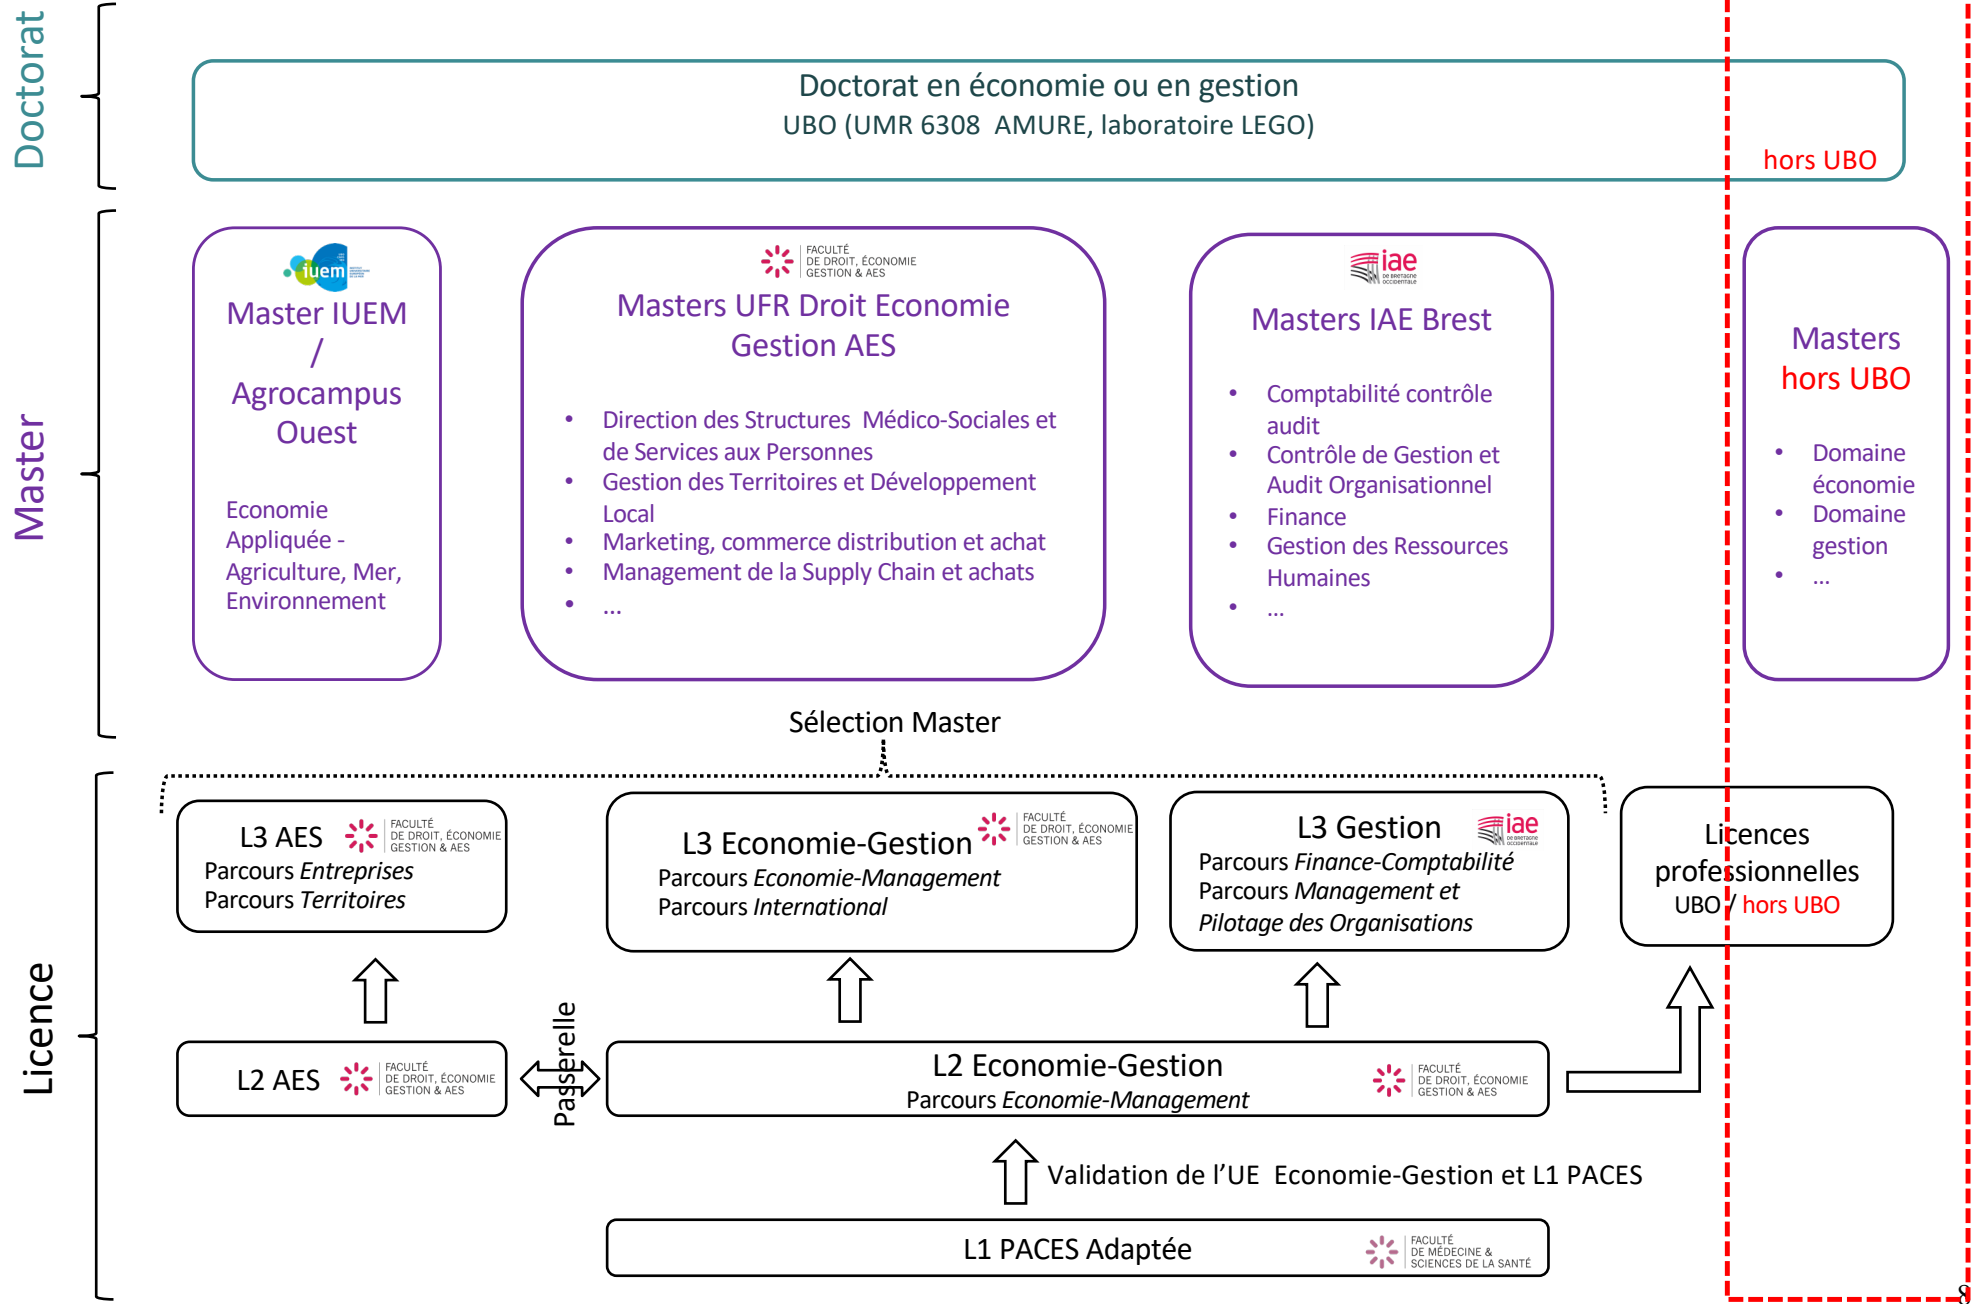 Doctorat
Doctorat en économie ou en gestion
UBO (UMR 6308  AMURE, laboratoire LEGO)
hors UBO
Master
iuem
Master IUEM
/
Agrocampus
Ouest
Economie
Appliquée -
Agriculture, Mer,
Environnement
FACULTÉ
DE DROIT, ÉCONOMIE
GESTION & AES
Masters UFR Droit Economie
Gestion AES
• Direction des Structures  Médico-Sociales et
de Services aux Personnes
• Gestion des Territoires et Développement
Local
• Marketing, commerce distribution et achat
• Management de la Supply Chain et achats
• ...
iae
DE BRETAGNE
OCCIDENTALE
Masters IAE Brest
• Comptabilité contrôle
audit
• Contrôle de Gestion et
Audit Organisationnel
• Finance
• Gestion des Ressources
Humaines
• ...
Masters
hors UBO
• Domaine
économie
• Domaine
gestion
• ...
Sélection Master
Licence
L3 AES
FACULTÉ
DE DROIT, ÉCONOMIE
GESTION & AES
Parcours Entreprises
Parcours Territoires
L3 Economie-Gestion
FACULTÉ
DE DROIT, ÉCONOMIE
GESTION & AES
Parcours Economie-Management
Parcours International
L3 Gestion
iae
DE BRETAGNE
OCCIDENTALE
Parcours Finance-Comptabilité
Parcours Management et
Pilotage des Organisations
Licences
professionnelles
UBO / hors UBO
L2 AES
FACULTÉ
DE DROIT, ÉCONOMIE
GESTION & AES
Passerelle
L2 Economie-Gestion
Parcours Economie-Management
FACULTÉ
DE DROIT, ÉCONOMIE
GESTION & AES
Validation de l’UE  Economie-Gestion et L1 PACES
L1 PACES Adaptée
FACULTÉ
DE MÉDECINE &
SCIENCES DE LA SANTÉ
8